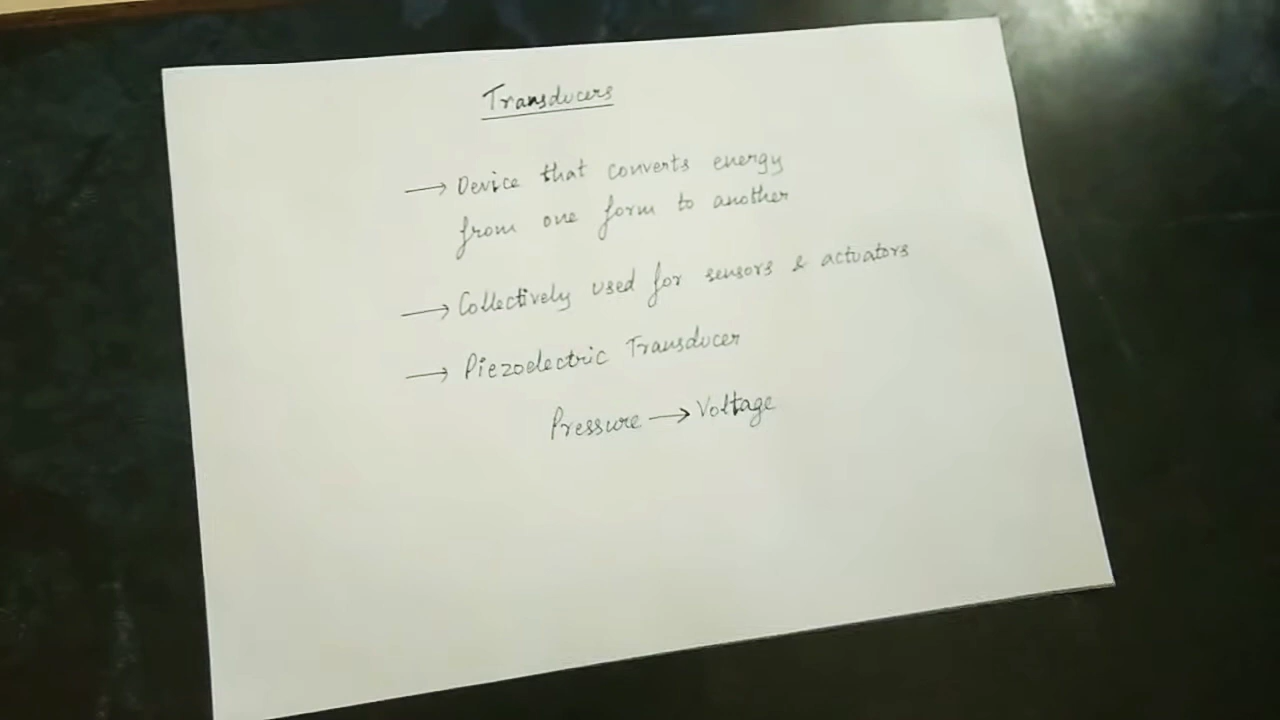 Transducers
→ Device that converts energy
from one form to another
→ Collectively used for sensors & actuators
→ Piezoelectric Transducer
Pressure → Voltage